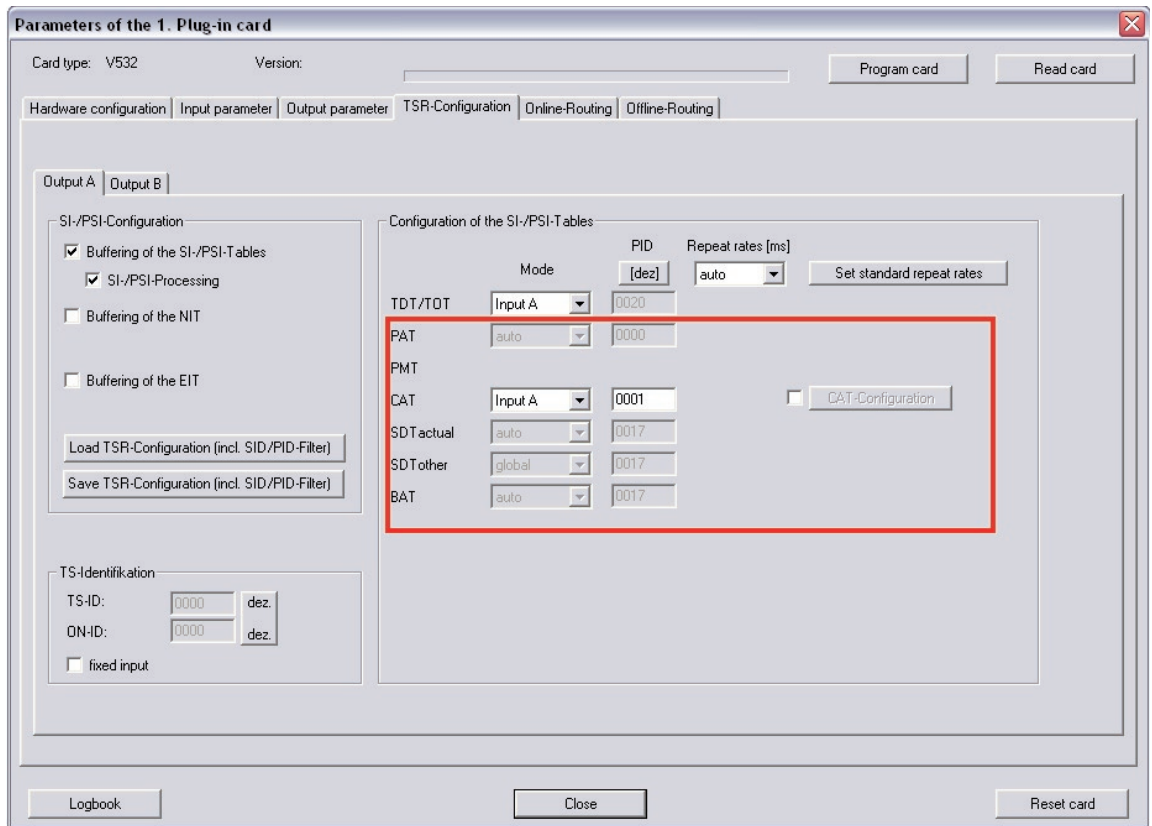 Parameters of the 1. Plug-in card
Card type: V532 Version: Program card Read card
Hardware configuration Input parameter Output parameter TSR-Configuration Online-Routing Offline-Routing
Output A Output B
SI-/PSI-Configuration
Buffering of the SI-/PSI-Tables
SI-/PSI-Processing
Buffering of the NIT
Buffering of the EIT
Load TSR-Configuration (incl. SID/PID-Filter)
Save TSR-Configuration (incl. SID/PID-Filter)
TS-Identifikation
TS-ID: 0000 dez.
ON-ID: 0000 dez.
fixed input
Configuration of the SI-/PSI-Tables
PID Repeat rates [ms]
Mode [dez] auto Set standard repeat rates
TDT/TOT Input A 0020
PAT auto 0000
PMT
CAT Input A 0001 CAT-Configuration
SDTactual auto 0017
SDTother global 0017
BAT auto 0017
Logbook Close Reset card